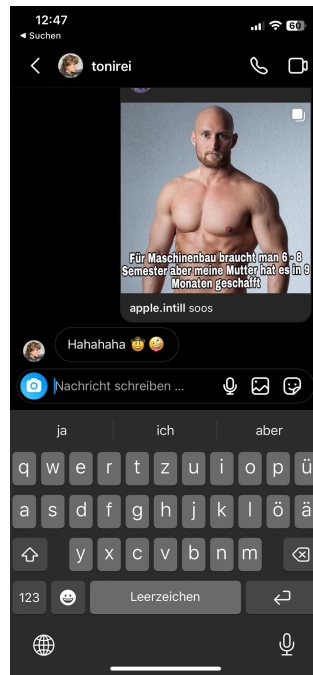 12:47
60
◀ Suchen
tonirei
Für Maschinenbau braucht man 6 - 8
Semester aber meine Mutter hat es in 9
Monaten geschafft
apple.intill soos
Hahahaha 🤠🤪
Nachricht schreiben ...
ja ich aber
q w e r t z u i o p ü
a s d f g h j k l ö ä
y x c v b n m
123 Leerzeichen